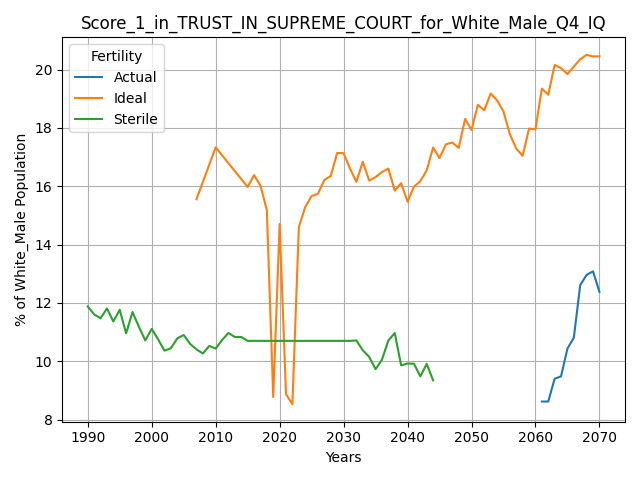 Score_1_in_TRUST_IN_SUPREME_COURT_for_White_Male_Q4_IQ
Fertility
Actual
Ideal
Sterile
% of White_Male Population
20
18
16
14
12
10
8
1990
2000
2010
2020
2030
2040
2050
2060
2070
Years